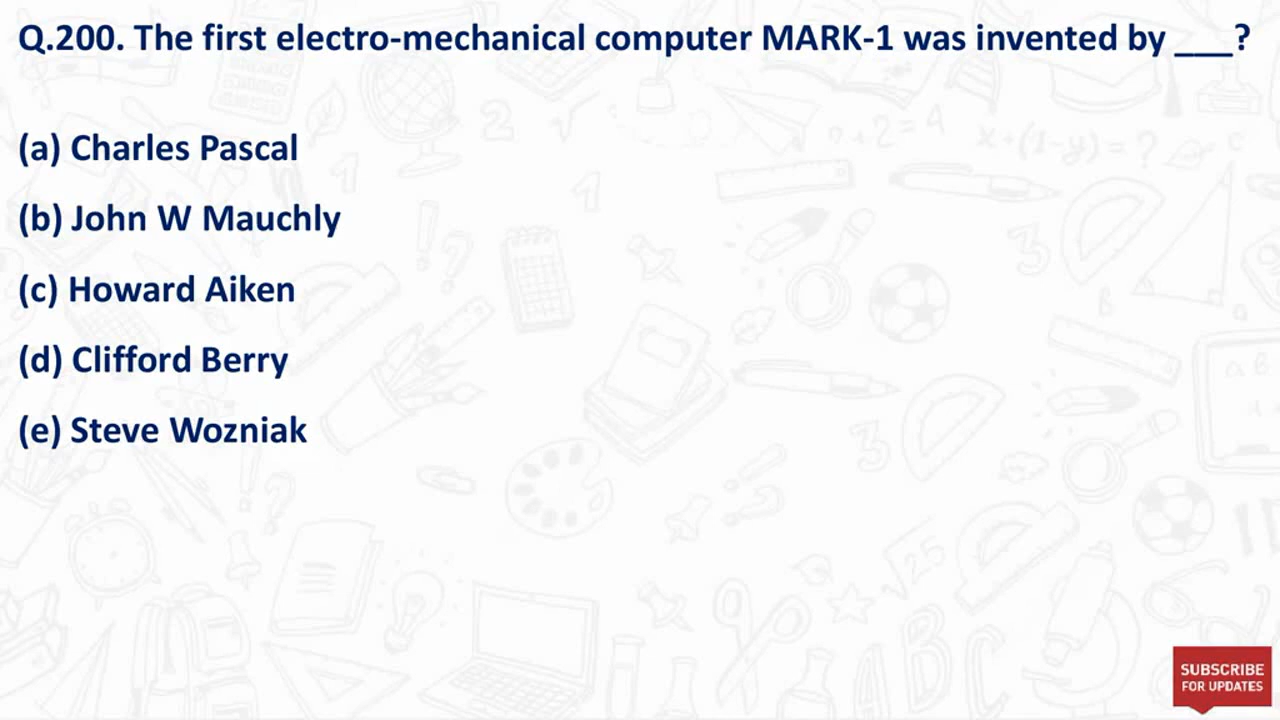 Q.200. The first electro-mechanical computer MARK-1 was invented by ___?
(a) Charles Pascal
(b) John W Mauchly
(c) Howard Aiken
(d) Clifford Berry
(e) Steve Wozniak
SUBSCRIBE
FOR UPDATES